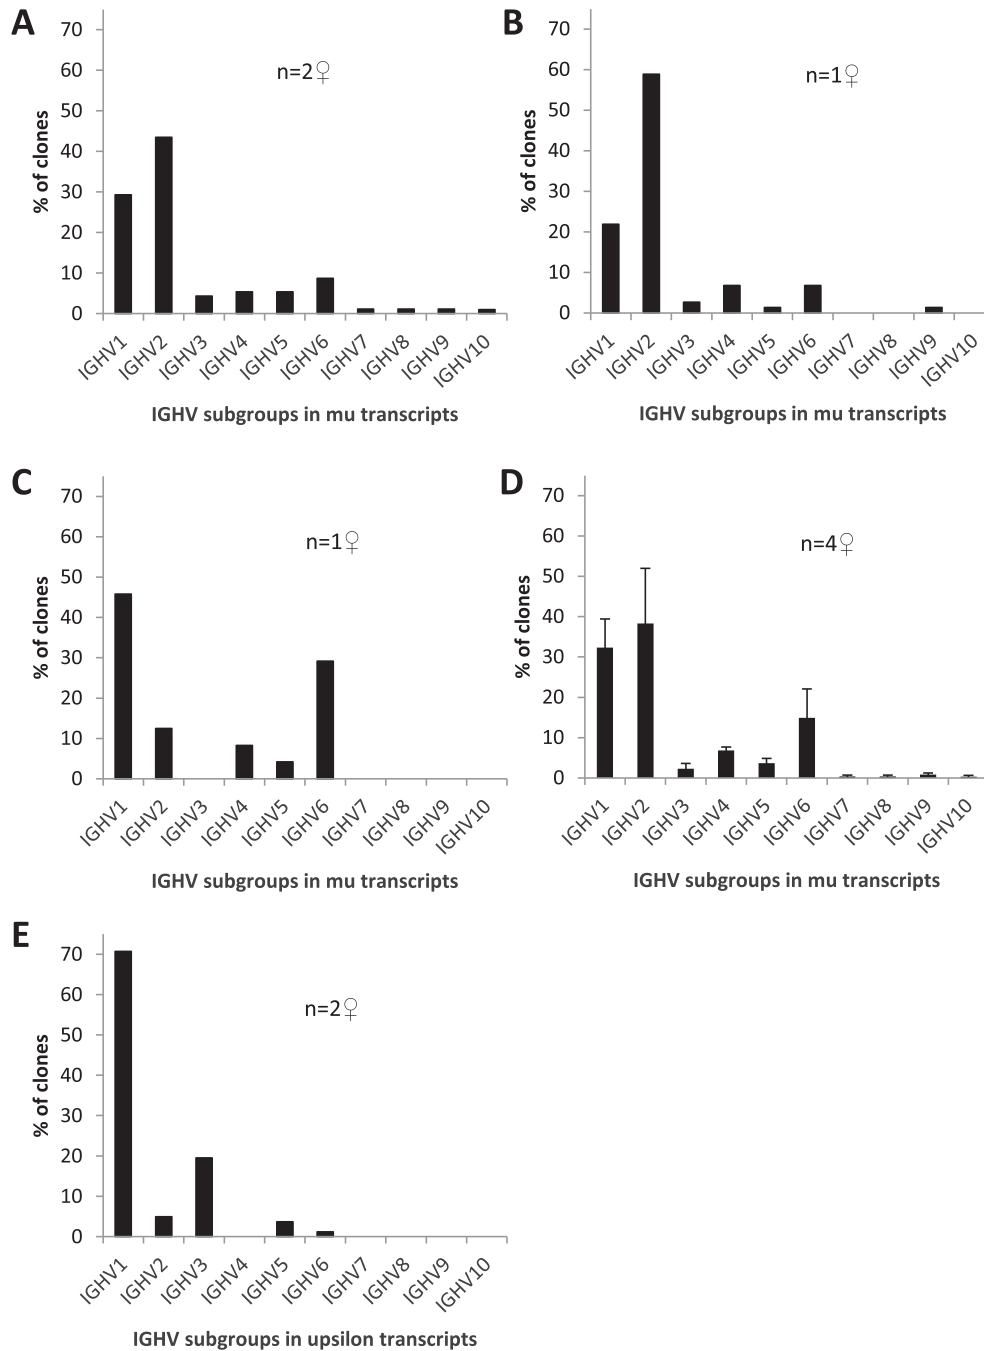 A
70
60
50
40
30
20
10
0
% of clones
n=2♀
IGHV1
IGHV2
IGHV3
IGHV4
IGHV5
IGHV6
IGHV7
IGHV8
IGHV9
IGHV10
IGHV subgroups in mu transcripts
B
70
60
50
40
30
20
10
0
% of clones
n=1♀
IGHV1
IGHV2
IGHV3
IGHV4
IGHV5
IGHV6
IGHV7
IGHV8
IGHV9
IGHV10
IGHV subgroups in mu transcripts
C
70
60
50
40
30
20
10
0
% of clones
n=1♀
IGHV1
IGHV2
IGHV3
IGHV4
IGHV5
IGHV6
IGHV7
IGHV8
IGHV9
IGHV10
IGHV subgroups in mu transcripts
D
70
60
50
40
30
20
10
0
% of clones
n=4♀
IGHV1
IGHV2
IGHV3
IGHV4
IGHV5
IGHV6
IGHV7
IGHV8
IGHV9
IGHV10
IGHV subgroups in mu transcripts
E
70
60
50
40
30
20
10
0
% of clones
n=2♀
IGHV1
IGHV2
IGHV3
IGHV4
IGHV5
IGHV6
IGHV7
IGHV8
IGHV9
IGHV10
IGHV subgroups in upsilon transcripts